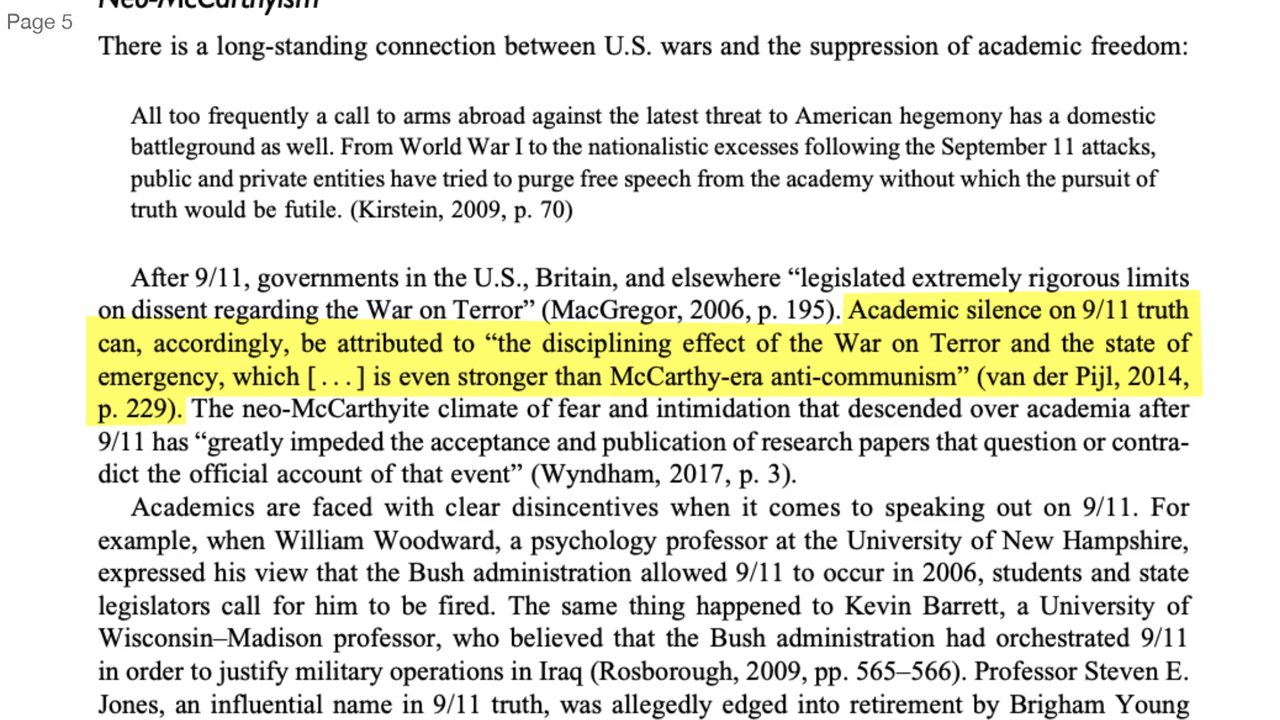 Neo-McCarthyism
Page 5
There is a long-standing connection between U.S. wars and the suppression of academic freedom:
All too frequently a call to arms abroad against the latest threat to American hegemony has a domestic
battleground as well. From World War I to the nationalistic excesses following the September 11 attacks,
public and private entities have tried to purge free speech from the academy without which the pursuit of
truth would be futile. (Kirstein, 2009, p. 70)
After 9/11, governments in the U.S., Britain, and elsewhere “legislated extremely rigorous limits
on dissent regarding the War on Terror” (MacGregor, 2006, p. 195). Academic silence on 9/11 truth
can, accordingly, be attributed to “the disciplining effect of the War on Terror and the state of
emergency, which [...] is even stronger than McCarthy-era anti-communism” (van der Pijl, 2014,
p. 229). The neo-McCarthyite climate of fear and intimidation that descended over academia after
9/11 has “greatly impeded the acceptance and publication of research papers that question or contra-
dict the official account of that event” (Wyndham, 2017, p. 3).
Academics are faced with clear disincentives when it comes to speaking out on 9/11. For
example, when William Woodward, a psychology professor at the University of New Hampshire,
expressed his view that the Bush administration allowed 9/11 to occur in 2006, students and state
legislators call for him to be fired. The same thing happened to Kevin Barrett, a University of
Wisconsin–Madison professor, who believed that the Bush administration had orchestrated 9/11
in order to justify military operations in Iraq (Rosborough, 2009, pp. 565–566). Professor Steven E.
Jones, an influential name in 9/11 truth, was allegedly edged into retirement by Brigham Young